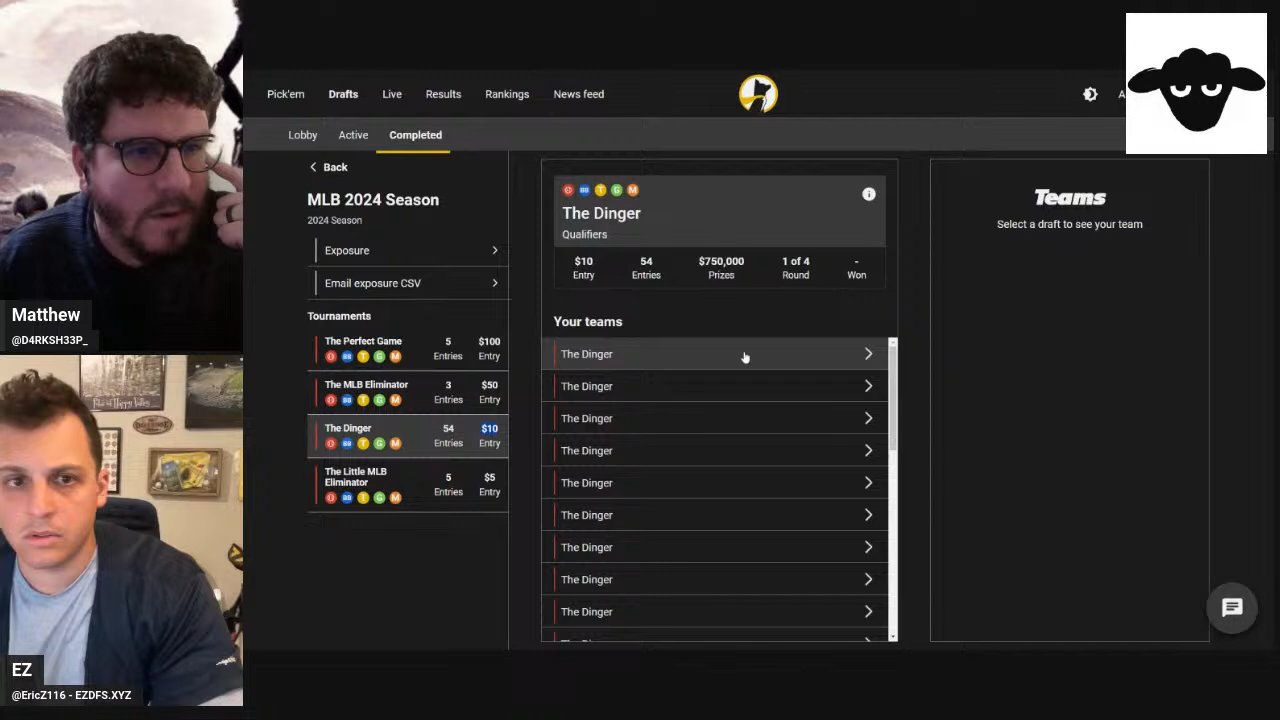 Pick'em Drafts Live Results Rankings News feed
Lobby Active Completed
Back
MLB 2024 Season
2024 Season
Exposure
Email exposure CSV
Tournaments
The Perfect Game 5 $100
Entries Entry
The MLB Eliminator 3 $50
Entries Entry
The Dinger 54 $10
Entries Entry
The Little MLB
Eliminator 5 $5
Entries Entry
The Dinger
Qualifiers
$10 54 $750,000 1 of 4 -
Entry Entries Prizes Round Won
Your teams
The Dinger
The Dinger
The Dinger
The Dinger
The Dinger
The Dinger
The Dinger
The Dinger
The Dinger
Teams
Select a draft to see your team
Matthew
@D4RKSH33P_
EZ
@EricZ116 - EZDFS.XYZ